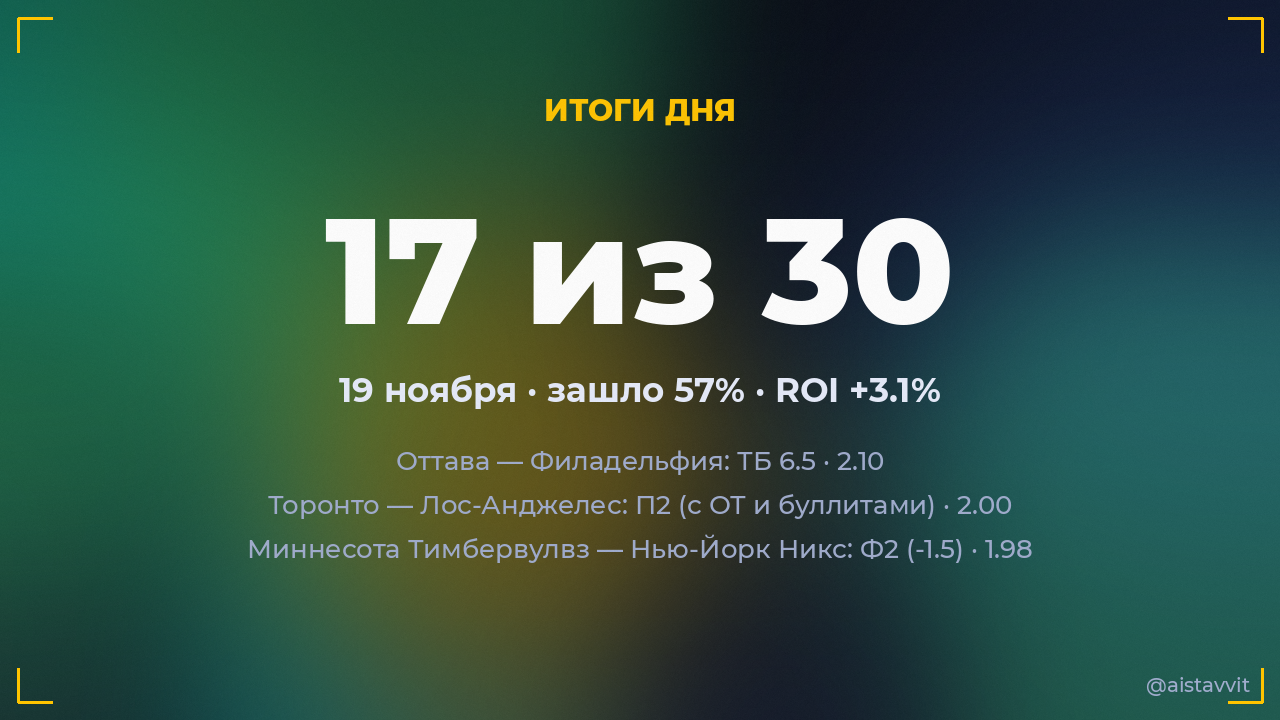 ИТОГИ ДНЯ
17 из 30
19 ноября · зашло 57% · ROI +3.1%
Оттава — Филадельфия: ТБ 6.5 · 2.10
Торонто — Лос-Анджелес: П2 (с ОТ и буллитами) · 2.00
Миннесота Тимбервулвз — Нью-Йорк Никс: Ф2 (-1.5) · 1.98
@aistavvit